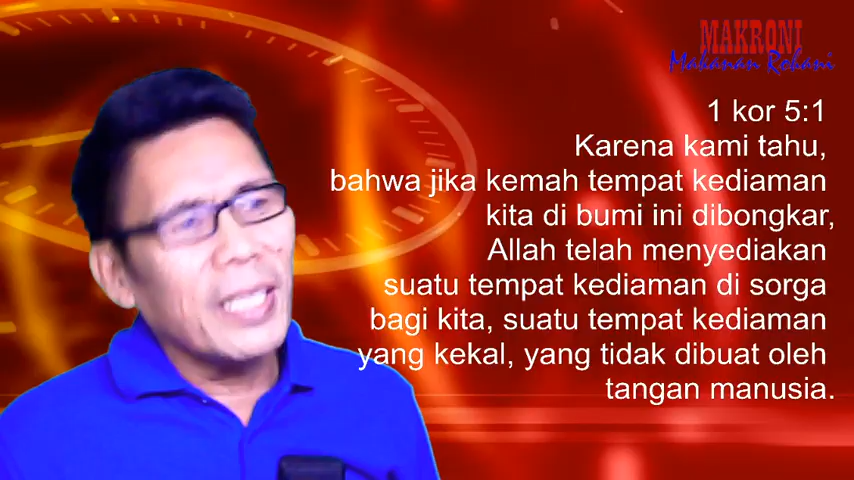 MAKRONI
Makanan Rohani
1 kor 5:1
Karena kami tahu,
bahwa jika kemah tempat kediaman
kita di bumi ini dibongkar,
Allah telah menyediakan
suatu tempat kediaman di sorga
bagi kita, suatu tempat kediaman
yang kekal, yang tidak dibuat oleh
tangan manusia.